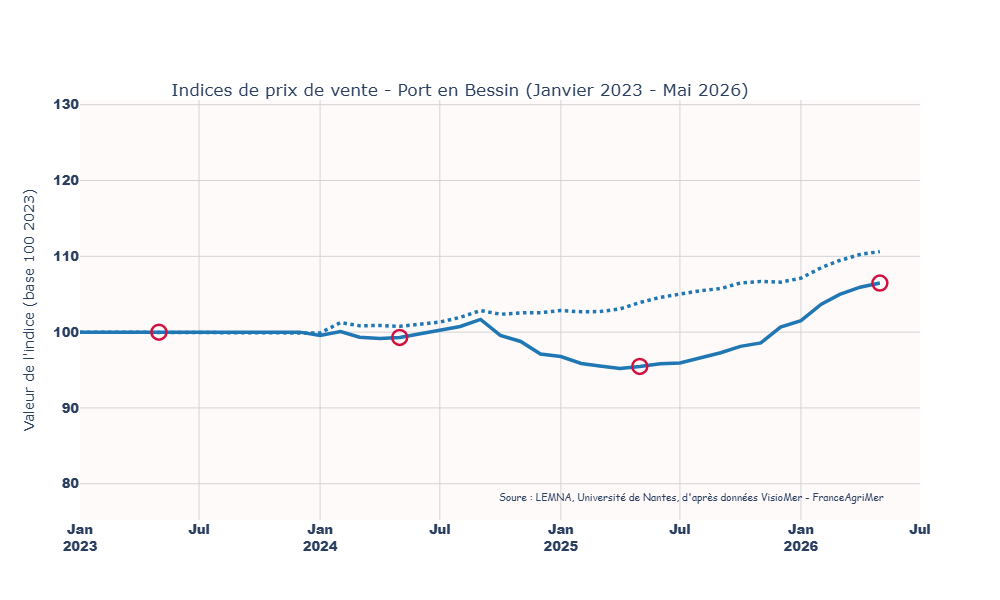 Indices de prix de vente - Port en Bessin (Janvier 2023 - Mai 2026)
Valeur de l'Indice (base 100 2023)
130
120
110
100
90
80
Soure : LEMNA, Université de Nantes, d'après données VisioMer - FranceAgriMer
Jan Jul Jan Jul Jan Jul Jan Jul
2023 2024 2025 2026